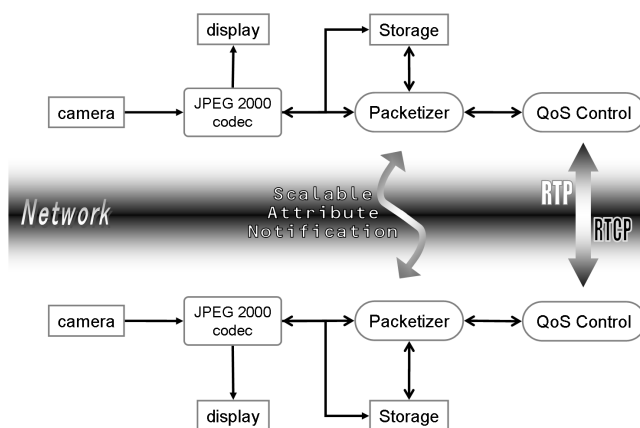 display
Storage
camera
JPEG 2000
codec
Packetizer
QoS Control
Network
Scalable
Attribute
Notification
RTP
RTCP
camera
JPEG 2000
codec
Packetizer
QoS Control
display
Storage